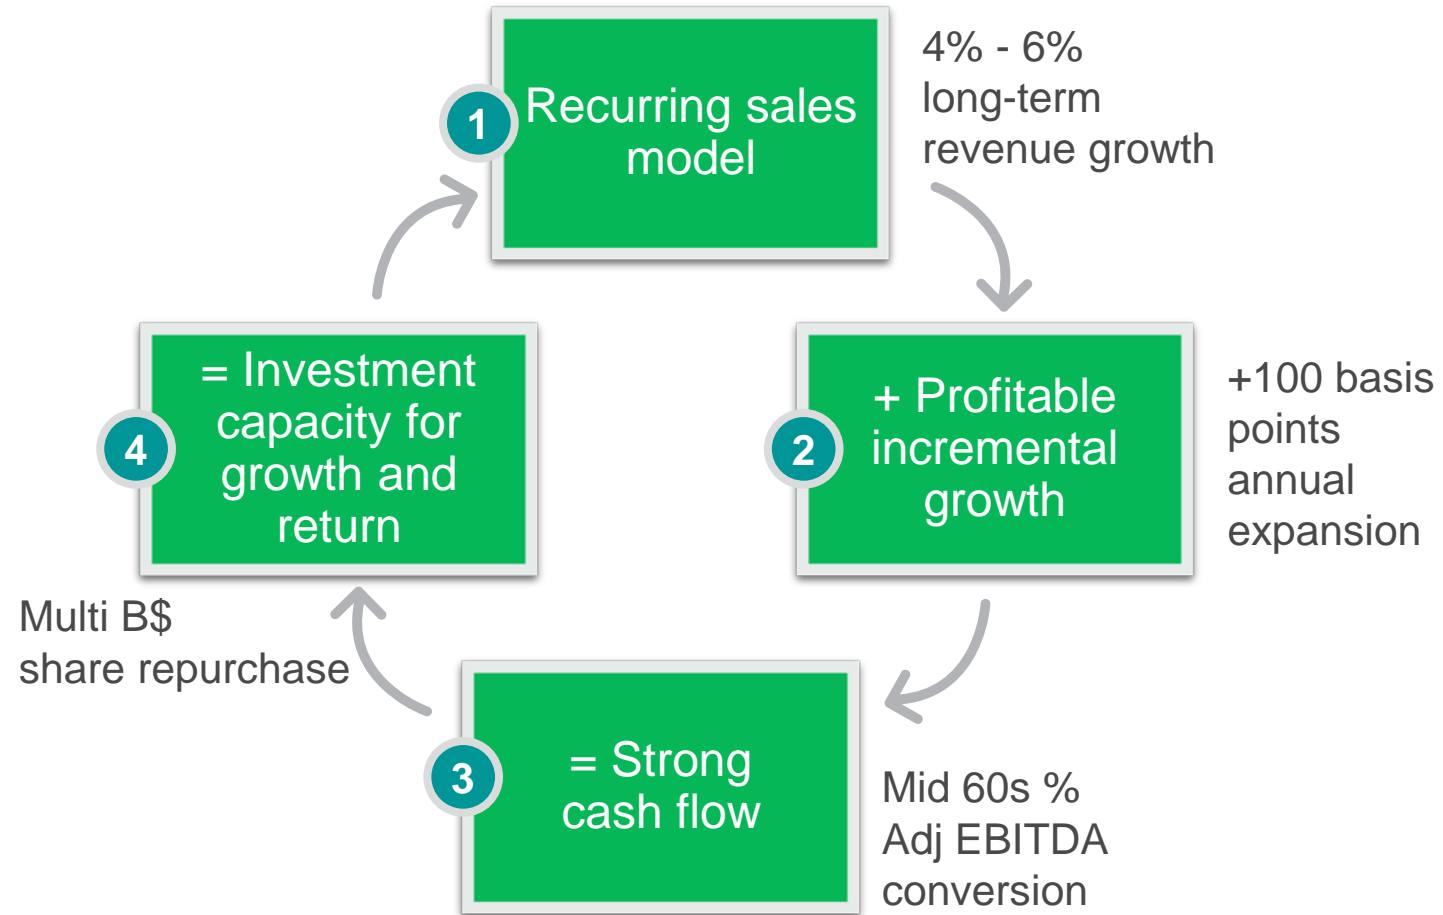 1
Recurring sales
model
4% - 6%
long-term
revenue growth
2
+ Profitable
incremental
growth
+100 basis
points
annual
expansion
3
= Strong
cash flow
Mid 60s %
Adj EBITDA
conversion
4
= Investment
capacity for
growth and
return
Multi B$
share repurchase